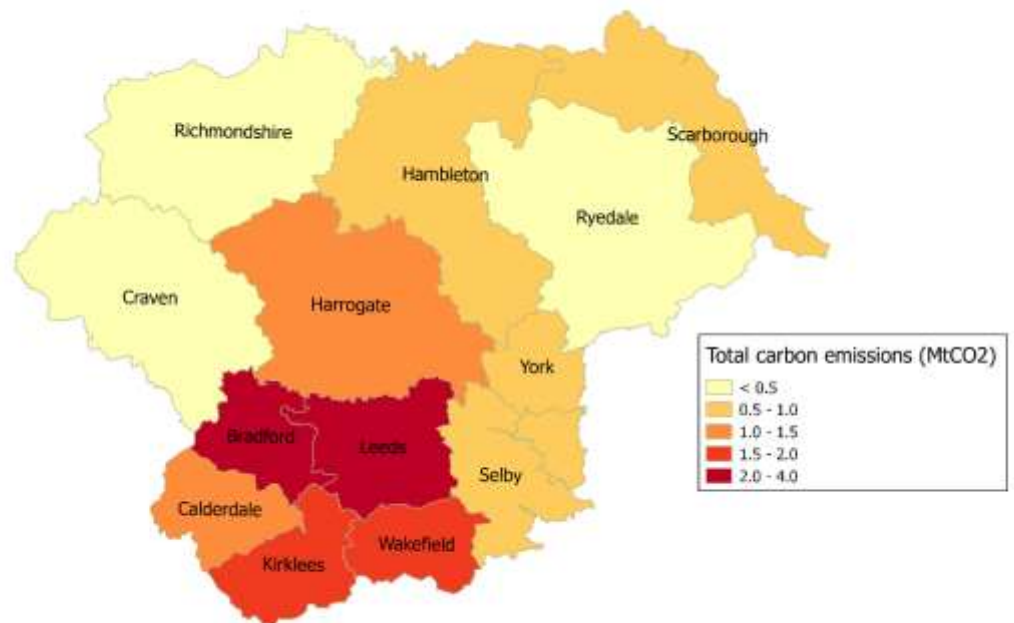 Richmondshire
Scarborough
Hambleton
Ryedale
Craven
Harrogate
York
Bradford
Leeds
Selby
Calderdale
Wakefield
Kirklees
Total carbon emissions (MtCO2)
< 0.5
0.5 - 1.0
1.0 - 1.5
1.5 - 2.0
2.0 - 4.0